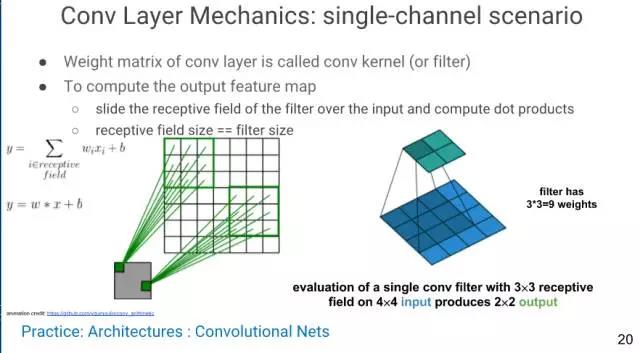 Conv Layer Mechanics: single-channel scenario
● Weight matrix of conv layer is called conv kernel (or filter)
● To compute the output feature map
○ slide the receptive field of the filter over the input and compute dot products
○ receptive field size == filter size
y = ∑ wᵢxᵢ + b
i∈receptive
field
y = w * x + b
filter has
3*3=9 weights
evaluation of a single conv filter with 3×3 receptive
field on 4×4 input produces 2×2 output
animation credit: https://github.com/vdumoulin/conv_arithmetic
Practice: Architectures : Convolutional Nets
20